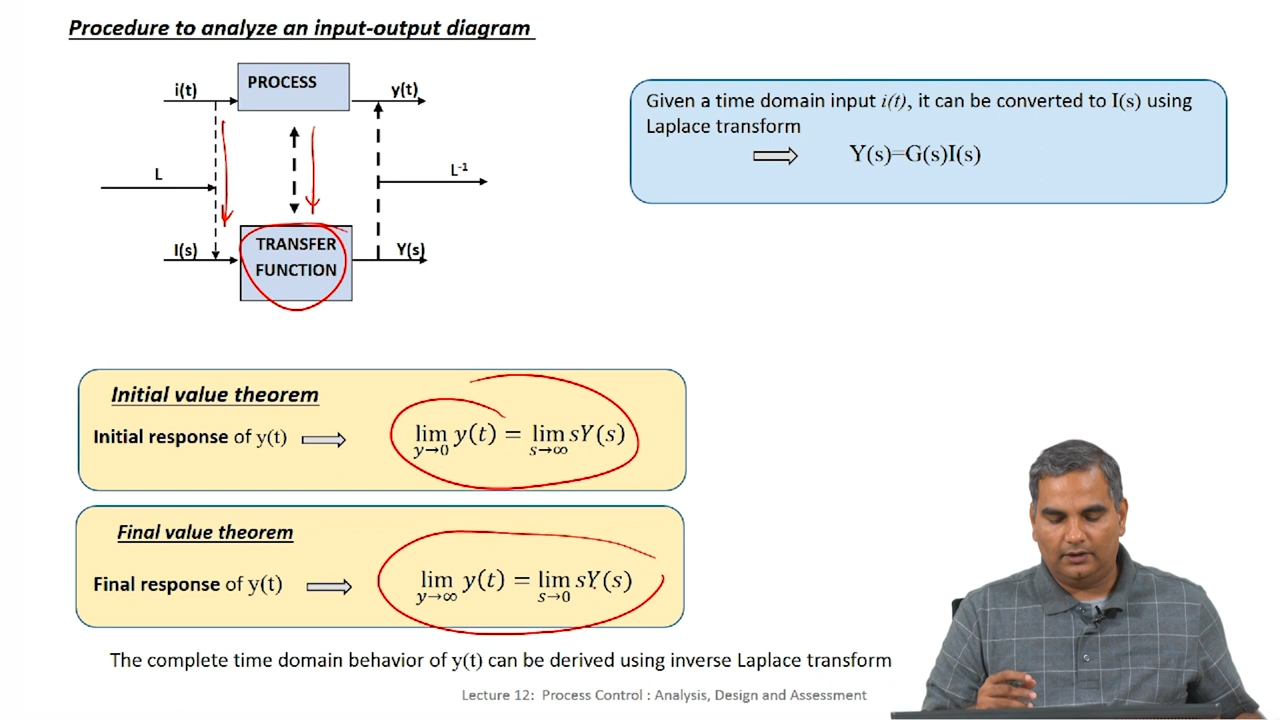 Procedure to analyze an input-output diagram
i(t)
PROCESS
y(t)
L
L⁻¹
I(s)
TRANSFER
FUNCTION
Y(s)
Given a time domain input i(t), it can be converted to I(s) using
Laplace transform
⇒ Y(s)=G(s)I(s)
Initial value theorem
Initial response of y(t) ⇒ lim y→0 y(t) = lim s→∞ sY(s)
Final value theorem
Final response of y(t) ⇒ lim y→∞ y(t) = lim s→0 sY(s)
The complete time domain behavior of y(t) can be derived using inverse Laplace transform
Lecture 12: Process Control : Analysis, Design and Assessment